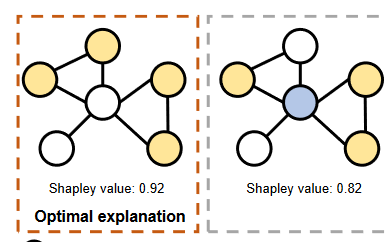 Shapley value: 0.92
Shapley value: 0.82
Optimal explanation